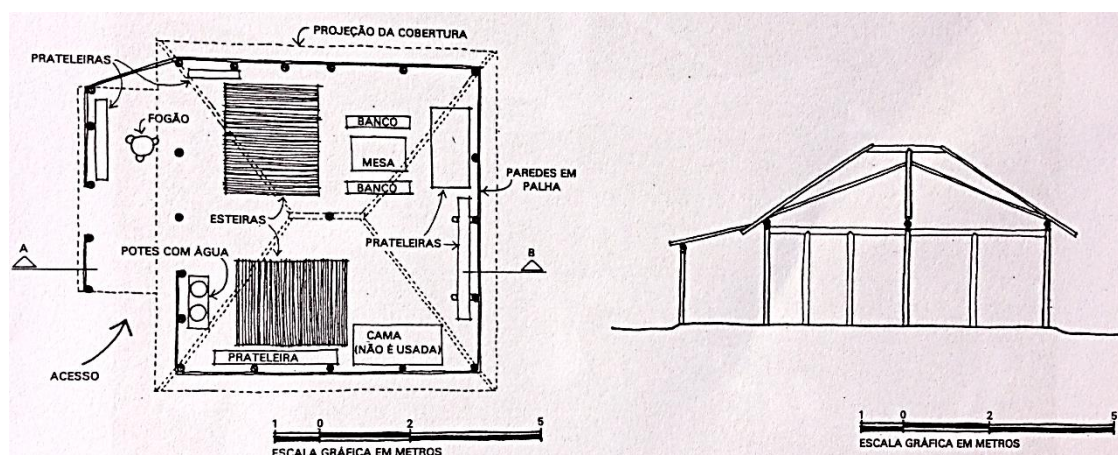 PROJEÇÃO DA COBERTURA
PRATELEIRAS
FOGÃO
BANCO
MESA
BANCO
PAREDES EM
PALHA
ESTEIRAS
PRATELEIRAS
POTES COM ÁGUA
A
B
CAMA
(NÃO É USADA)
PRATELEIRA
ACESSO
1 0 2 5
ESCALA GRÁFICA EM METROS
1 0 2 5
ESCALA GRÁFICA EM METROS